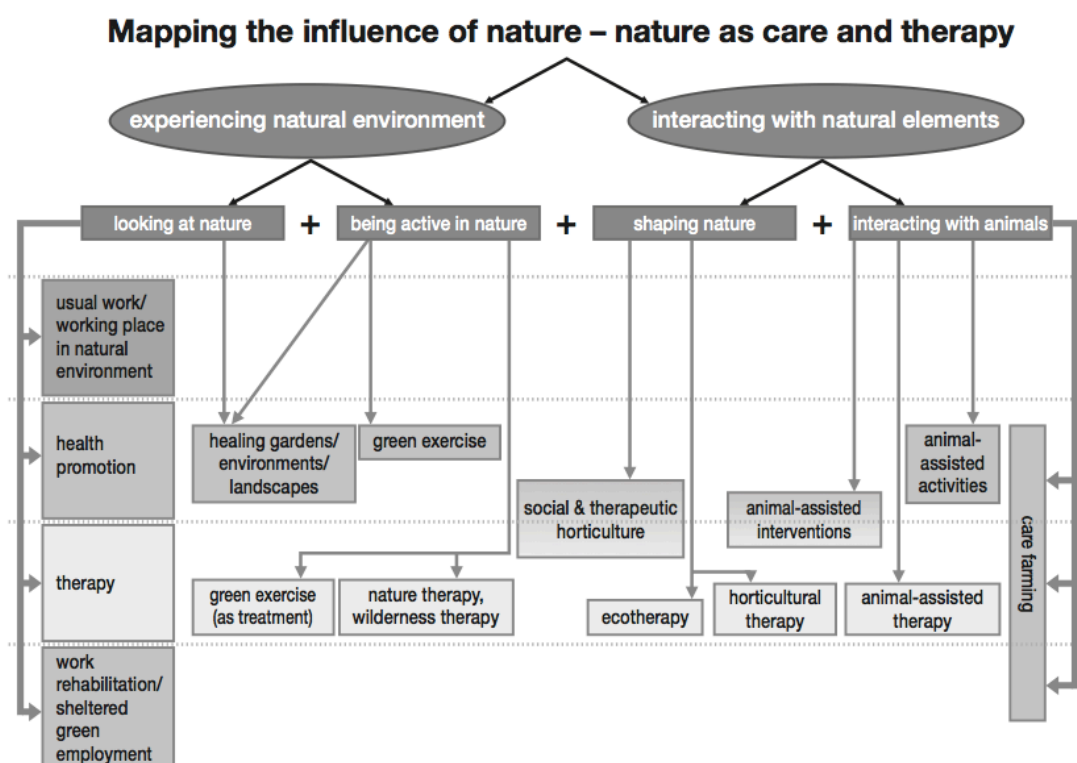 Mapping the influence of nature – nature as care and therapy
experiencing natural environment
interacting with natural elements
looking at nature
+
being active in nature
+
shaping nature
+
interacting with animals
usual work/
working place
in natural
environment
health
promotion
healing gardens/
environments/
landscapes
green exercise
social & therapeutic
horticulture
animal-assisted
interventions
animal-
assisted
activities
care farming
therapy
green exercise
(as treatment)
nature therapy,
wilderness therapy
ecotherapy
horticultural
therapy
animal-assisted
therapy
work
rehabilitation/
sheltered
green
employment